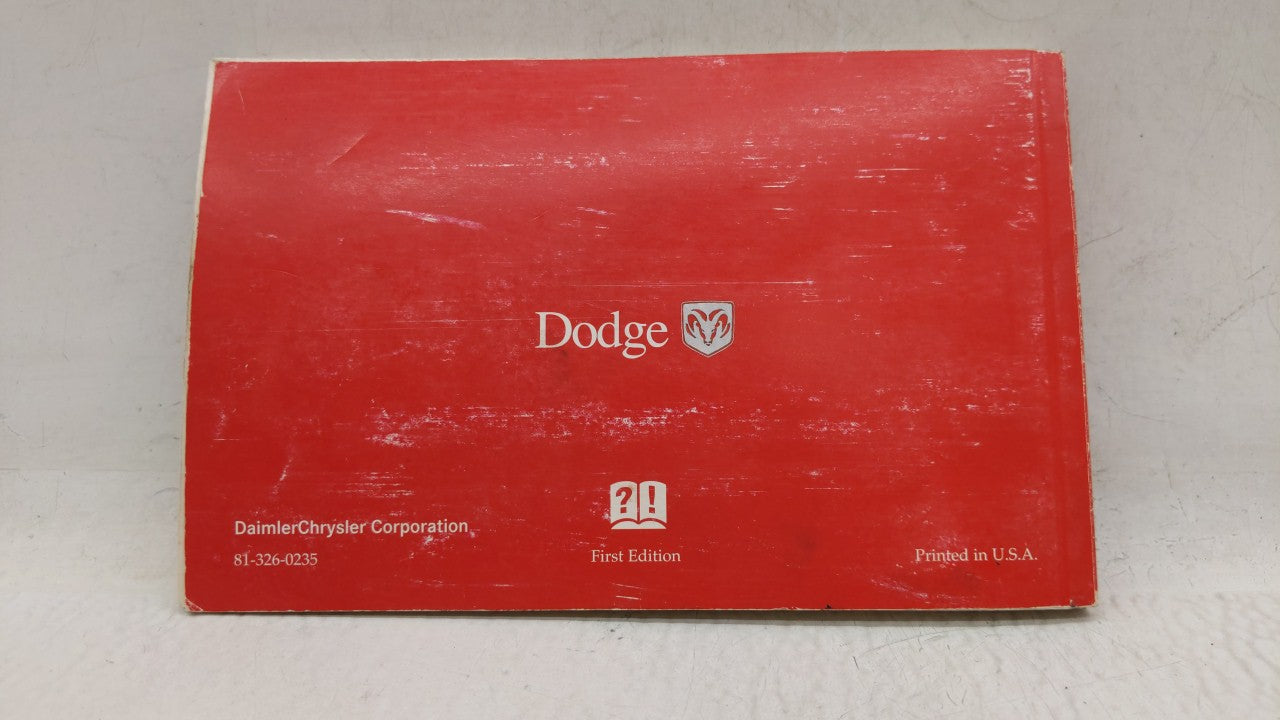 Dodge
? !
DaimlerChrysler Corporation
81-326-0235
First Edition
Printed in U.S.A.